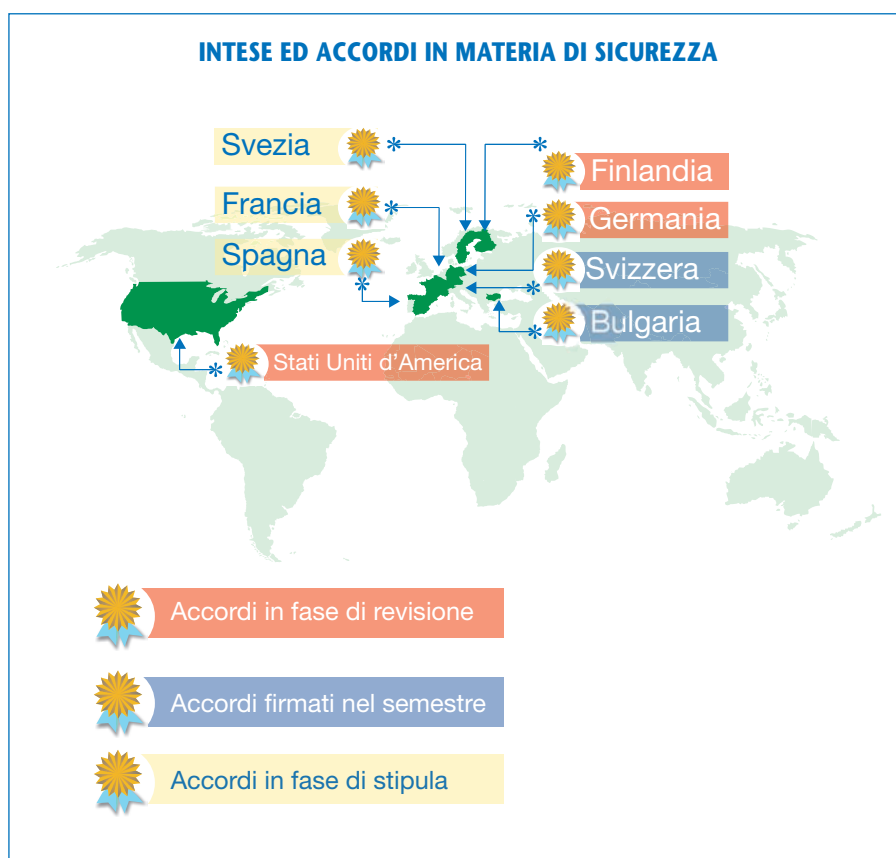 INTESE ED ACCORDI IN MATERIA DI SICUREZZA
Svezia
Finlandia
Francia
Germania
Spagna
Svizzera
Bulgaria
Stati Uniti d'America
Accordi in fase di revisione
Accordi firmati nel semestre
Accordi in fase di stipula